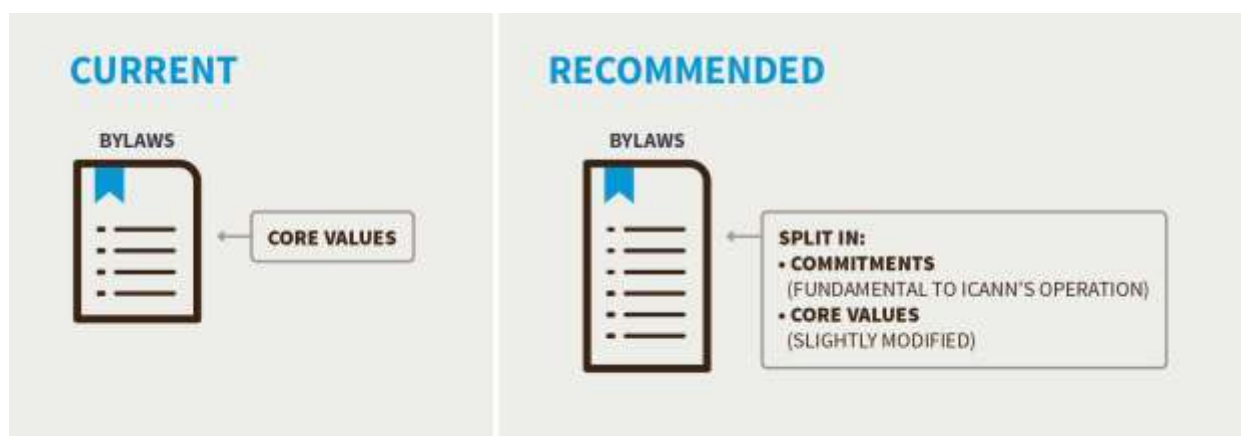 CURRENT
BYLAWS
CORE VALUES
RECOMMENDED
BYLAWS
SPLIT IN:
• COMMITMENTS
(FUNDAMENTAL TO ICANN'S OPERATION)
• CORE VALUES
(SLIGHTLY MODIFIED)